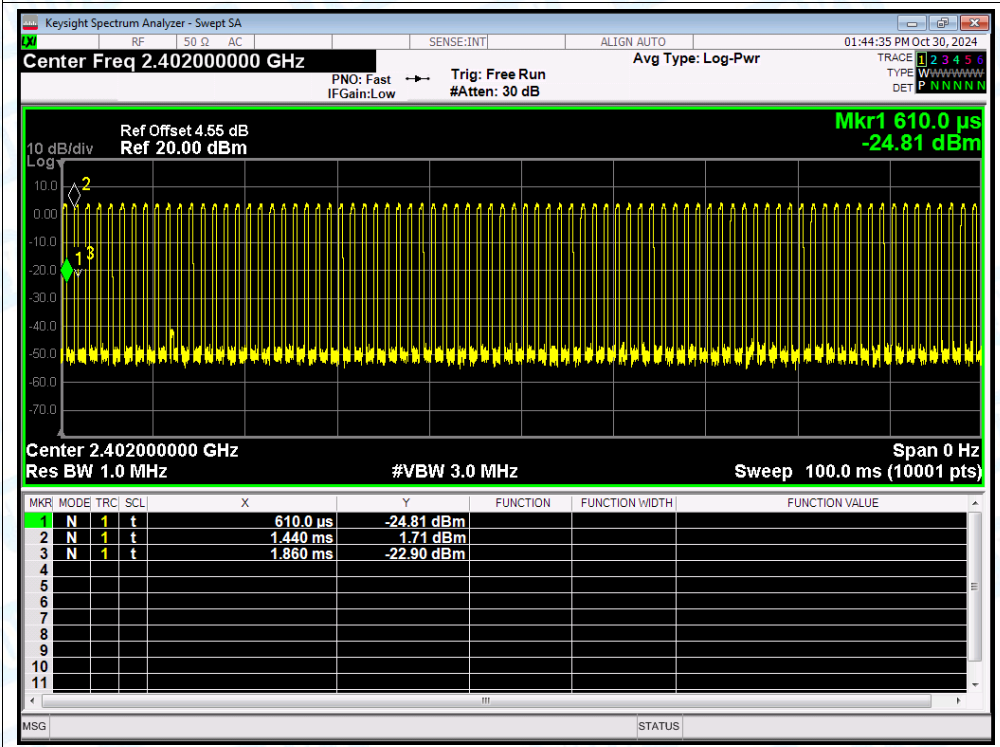 Keysight Spectrum Analyzer - Swept SA
LXI RF 50 Ω AC SENSE:INT ALIGN AUTO 01:44:35 PM Oct 30, 2024
Center Freq 2.402000000 GHz
PNO: Fast
IFGain:Low
Trig: Free Run
#Atten: 30 dB
Avg Type: Log-Pwr
TRACE 1 2 3 4 5 6
TYPE WWWWWWW
DET P N N N N N
Mkr1 610.0 µs
-24.81 dBm
Ref Offset 4.55 dB
10 dB/div Ref 20.00 dBm
Log
10.0
0.00
-10.0
-20.0
-30.0
-40.0
-50.0
-60.0
-70.0
2
1 3
Center 2.402000000 GHz Span 0 Hz
Res BW 1.0 MHz #VBW 3.0 MHz Sweep 100.0 ms (10001 pts)
MKR MODE TRC SCL X Y FUNCTION FUNCTION WIDTH FUNCTION VALUE
1 N 1 t 610.0 µs -24.81 dBm
2 N 1 t 1.440 ms 1.71 dBm
3 N 1 t 1.860 ms -22.90 dBm
4
5
6
7
8
9
10
11
MSG STATUS